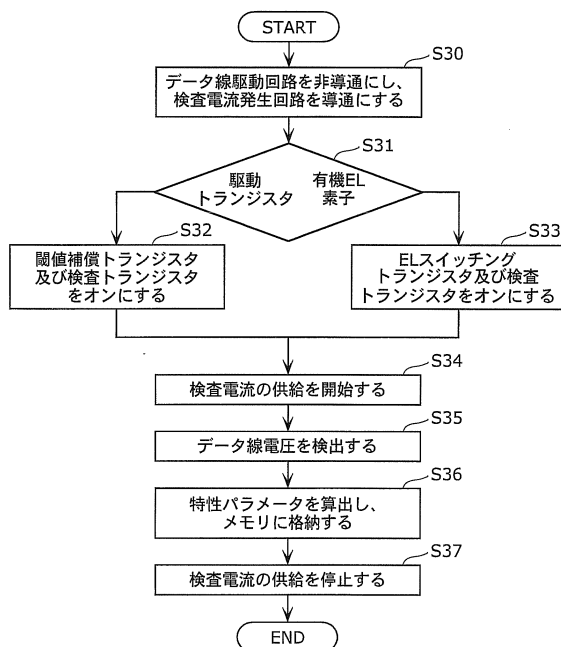 START
S30
データ線駆動回路を非導通にし、
検査電流発生回路を導通にする
S31
駆動
トランジスタ
有機EL
素子
S32
閾値補償トランジスタ
及び検査トランジスタ
をオンにする
S33
ELスイッチング
トランジスタ及び検査
トランジスタをオンにする
S34
検査電流の供給を開始する
S35
データ線電圧を検出する
S36
特性パラメータを算出し、
メモリに格納する
S37
検査電流の供給を停止する
END